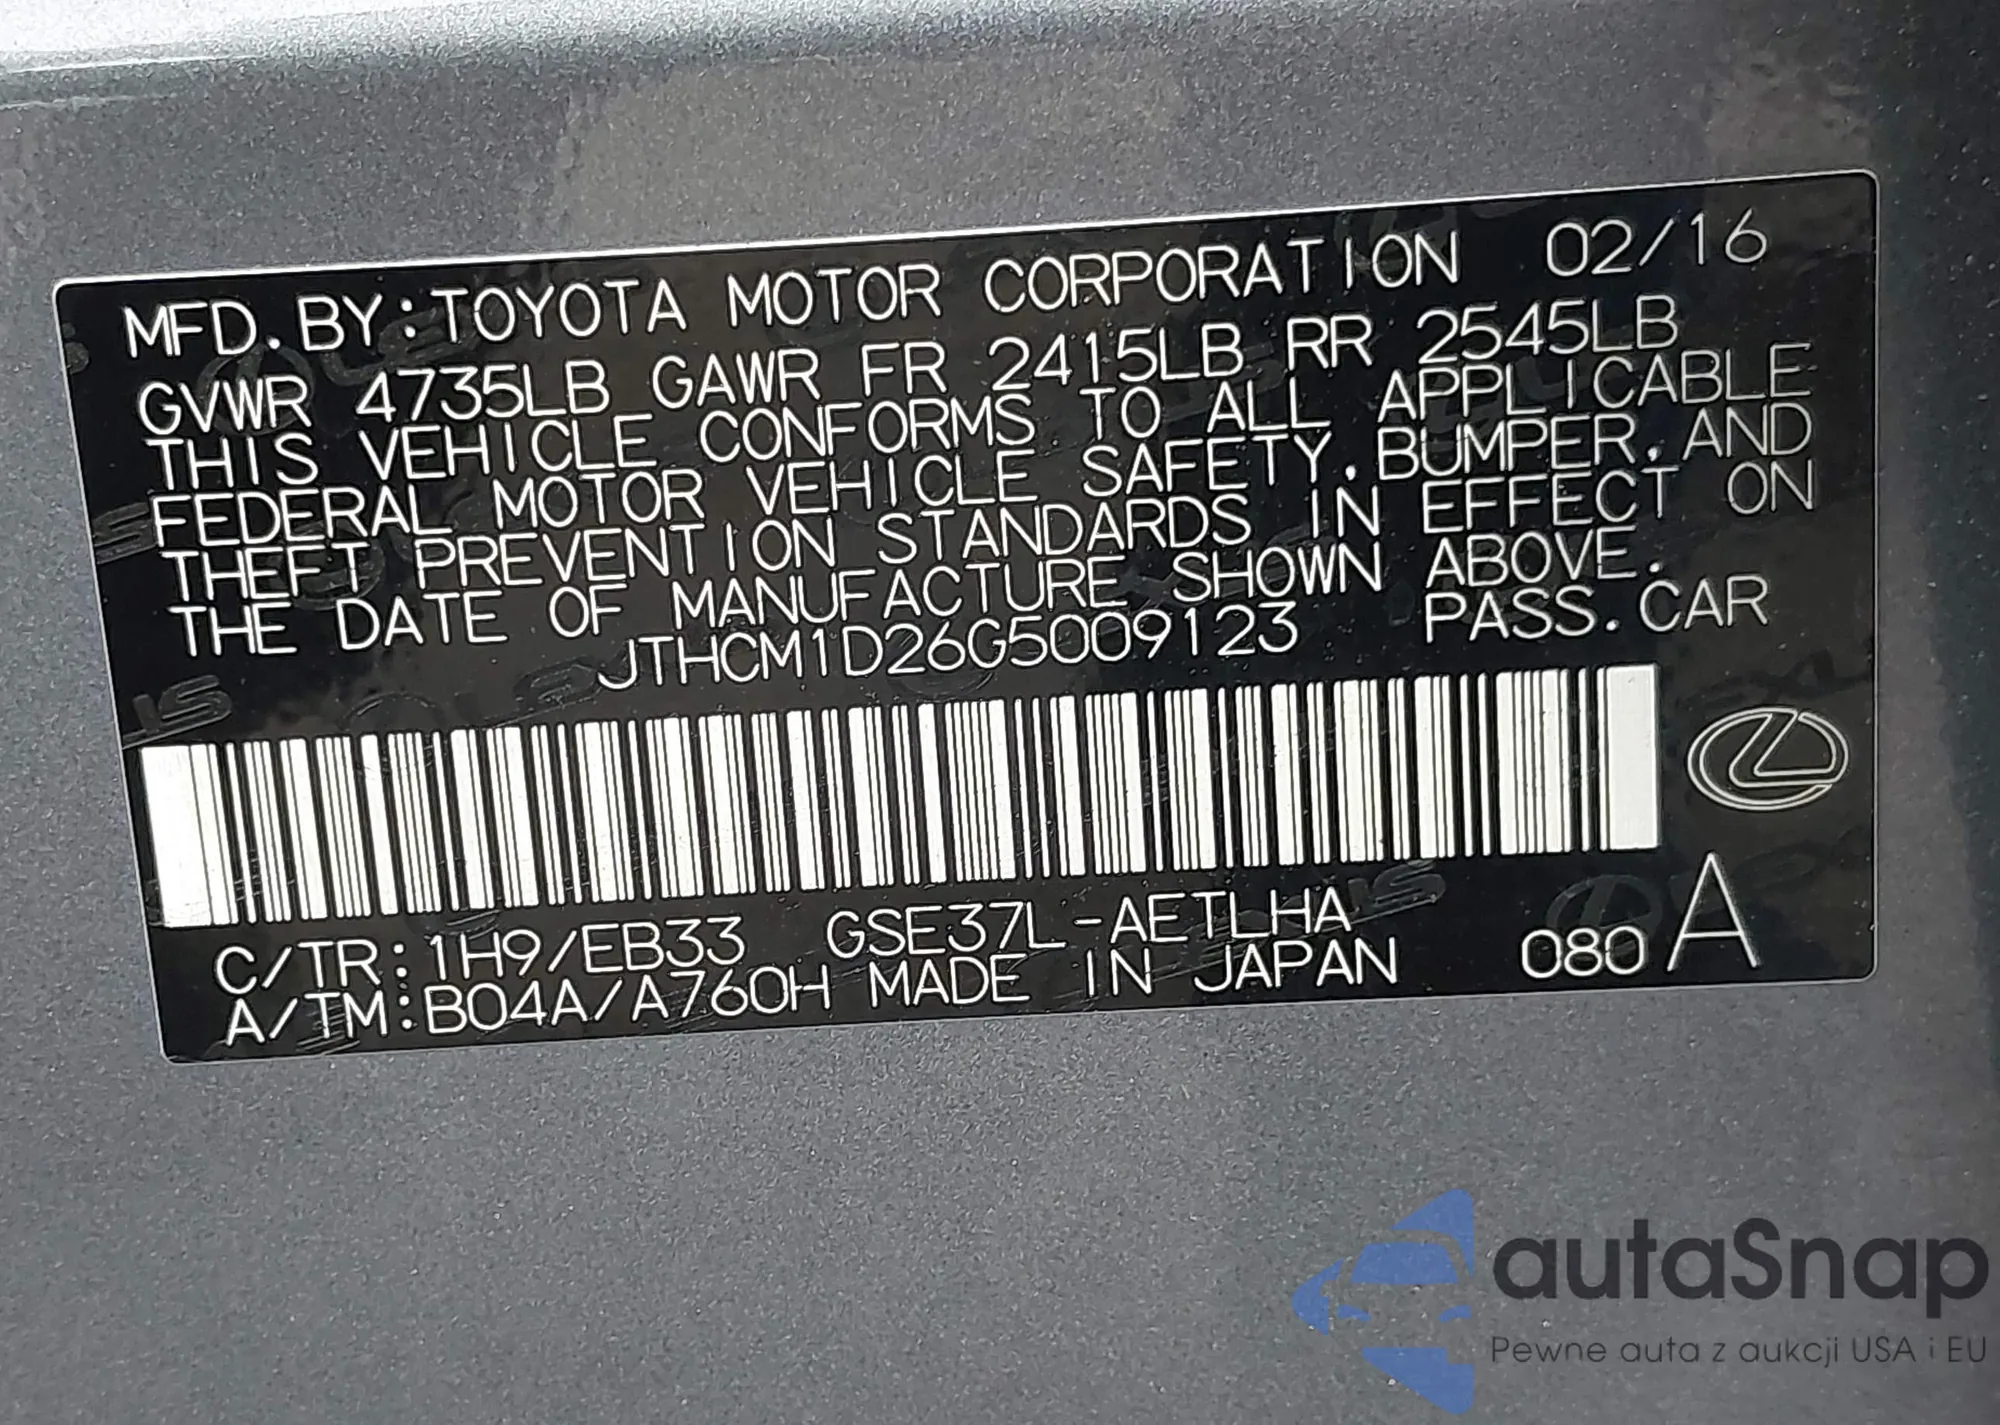 MFD. BY:TOYOTA MOTOR CORPORATION 02/16
GVWR 4735LB GAWR FR 2415LB RR 2545LB
THIS VEHICLE CONFORMS TO ALL APPLICABLE
FEDERAL MOTOR VEHICLE SAFETY,BUMPER,AND
THEFT PREVENTION STANDARDS IN EFFECT ON
THE DATE OF MANUFACTURE SHOWN ABOVE.
JTHCM1D26G5009123 PASS.CAR
C/TR:1H9/EB33 GSE37L-AETLHA
A/TM:B04A/A760H MADE IN JAPAN 080 A
autaSnap
Pewne auta z aukcji USA i EU